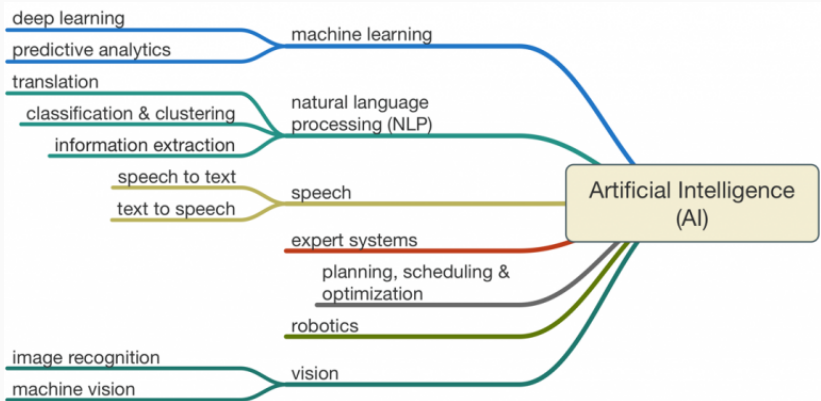 deep learning
predictive analytics
machine learning
translation
classification & clustering
information extraction
natural language
processing (NLP)
speech to text
text to speech
speech
expert systems
planning, scheduling &
optimization
robotics
image recognition
machine vision
vision
Artificial Intelligence
(AI)